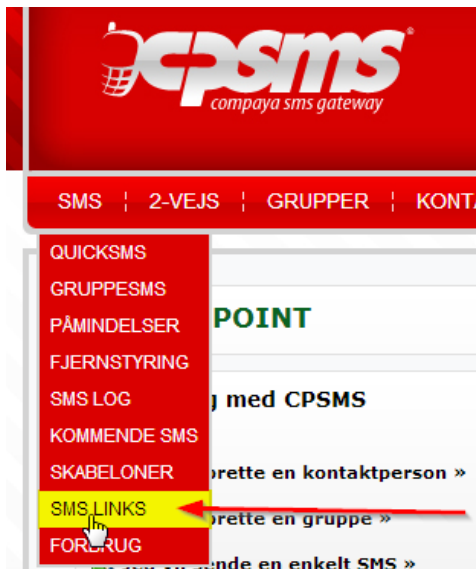 cpsms®
compaya sms gateway
SMS ¦ 2-VEJS ¦ GRUPPER ¦ KONT
QUICKSMS
GRUPPESMS
PÅMINDELSER
FJERNSTYRING
SMS LOG
KOMMENDE SMS
SKABELONER
SMS LINKS
FORBRUG
POINT
g med CPSMS
prette en kontaktperson »
prette en gruppe »
ende en enkelt SMS »